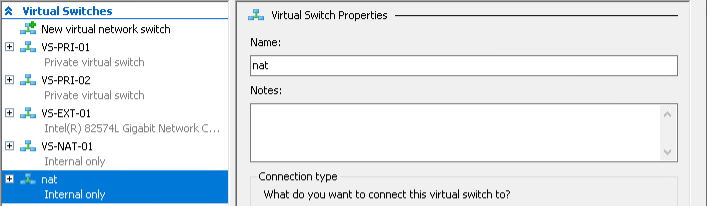 Virtual Switches
New virtual network switch
VS-PRI-01
Private virtual switch
VS-PRI-02
Private virtual switch
VS-EXT-01
Intel(R) 82574L Gigabit Network C...
VS-NAT-01
Internal only
nat
Internal only
Virtual Switch Properties
Name:
nat
Notes:
Connection type
What do you want to connect this virtual switch to?